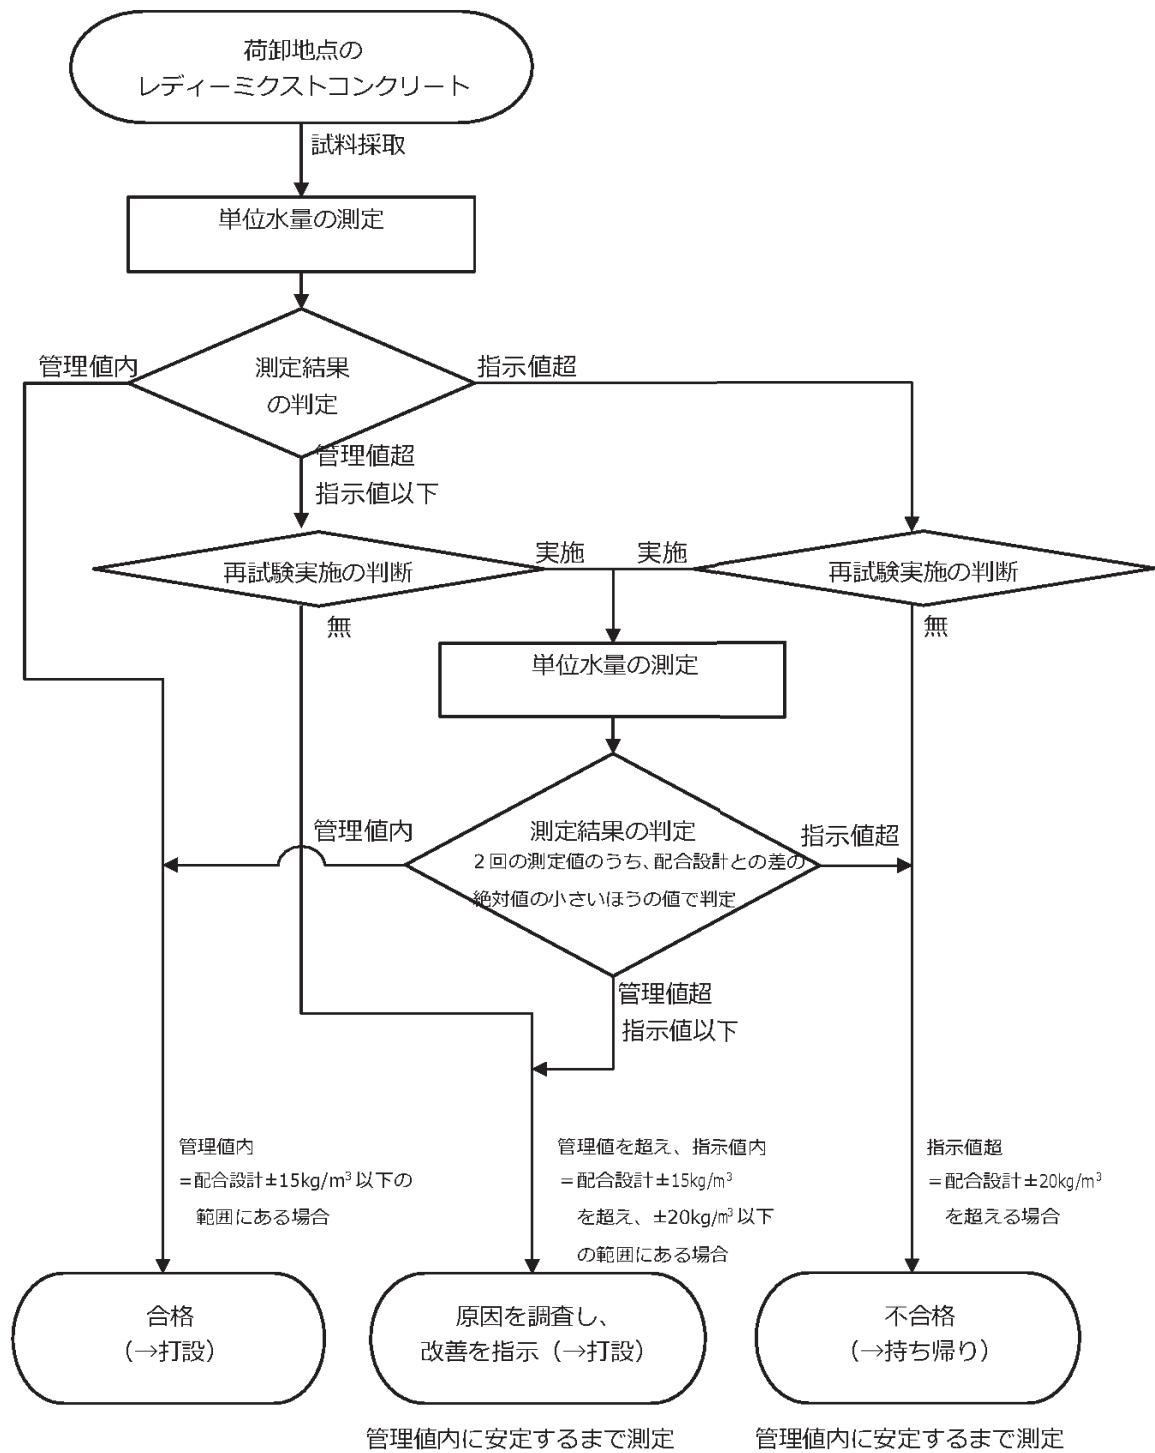 荷卸地点の
レディーミクストコンクリート
試料採取
単位水量の測定
管理値内
測定結果
の判定
指示値超
管理値超
指示値以下
再試験実施の判断
実施
実施
再試験実施の判断
無
無
単位水量の測定
管理値内
測定結果の判定
2回の測定値のうち、配合設計との差の
絶対値の小さいほうの値で判定
指示値超
管理値超
指示値以下
管理値内
=配合設計±15kg/m³以下の
範囲にある場合
管理値を超え、指示値内
=配合設計±15kg/m³
を超え、±20kg/m³以下
の範囲にある場合
指示値超
=配合設計±20kg/m³
を超える場合
合格
(→打設)
原因を調査し、
改善を指示(→打設)
不合格
(→持ち帰り)
管理値内に安定するまで測定
管理値内に安定するまで測定